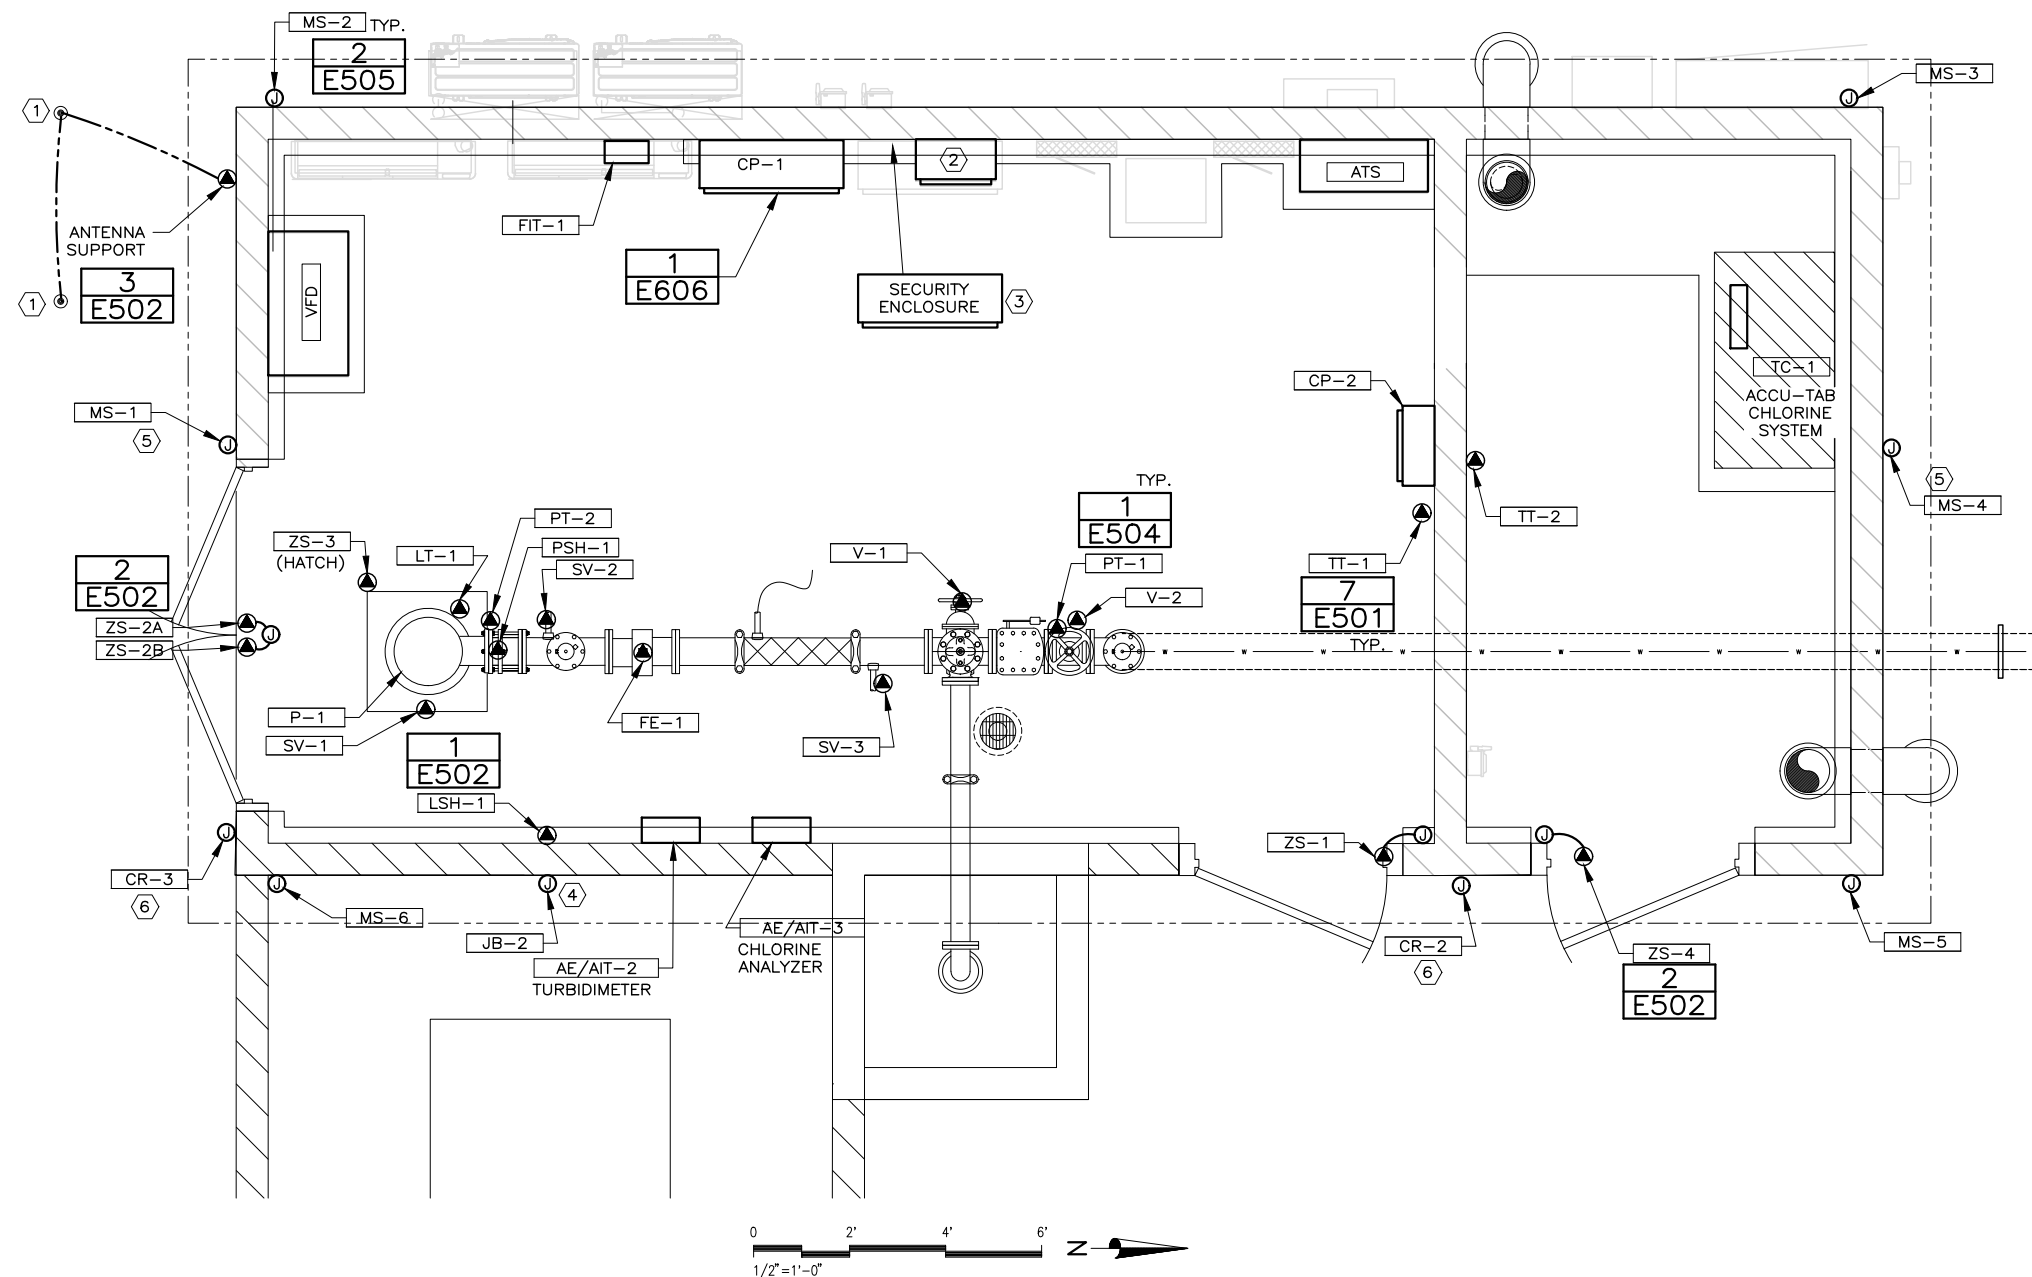 MS-2 TYP.
2
E505
MS-3
1
J
J
CP-1
2
ATS
FIT-1
ANTENNA
SUPPORT
1
E606
3
E502
1
VFD
SECURITY
ENCLOSURE
3
TC-1
ACCU-TAB
CHLORINE
SYSTEM
CP-2
MS-1
5
J
J
5
MS-4
TYP.
1
E504
PT-2
TT-2
ZS-3
(HATCH)
LT-1
PSH-1
SV-2
V-1
PT-1
TT-1
7
E501
TYP.
2
E502
V-2
ZS-2A
J
ZS-2B
W W W W W W W W W W W
P-1
SV-1
FE-1
SV-3
1
E502
LSH-1
J
ZS-1
J
J
CR-3
6
J
MS-6
J
4
JB-2
AE/AIT-3
CHLORINE
ANALYZER
AE/AIT-2
TURBIDIMETER
J
CR-2
6
ZS-4
2
E502
J
MS-5
0 2' 4' 6'
1/2"=1'-0"
N